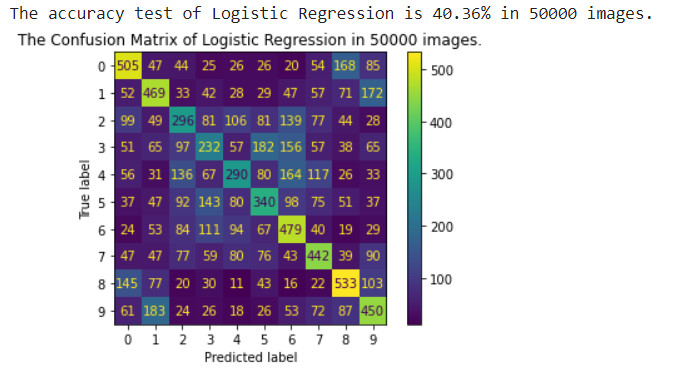 The accuracy test of Logistic Regression is 40.36% in 50000 images.
The Confusion Matrix of Logistic Regression in 50000 images.
0 505 47 44 25 26 26 20 54 168 85
1 52 469 33 42 28 29 47 57 71 172
2 99 49 296 81 106 81 139 77 44 28
3 51 65 97 232 57 182 156 57 38 65
4 56 31 136 67 290 80 164 117 26 33
5 37 47 92 143 80 340 98 75 51 37
6 24 53 84 111 94 67 479 40 19 29
7 47 47 77 59 80 76 43 442 39 90
8 145 77 20 30 11 43 16 22 533 103
9 61 183 24 26 18 26 53 72 87 450
0 1 2 3 4 5 6 7 8 9
Predicted label
True label
500
400
300
200
100